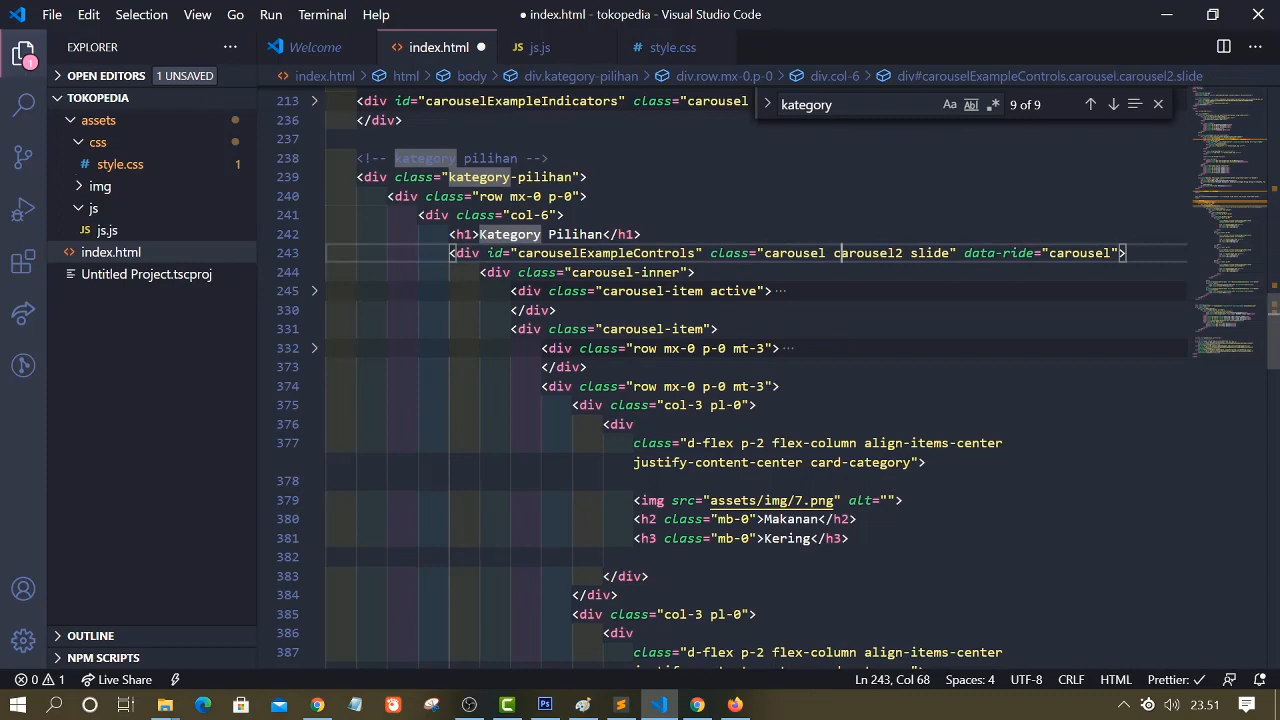 File Edit Selection View Go Run Terminal Help
● index.html - tokopedia - Visual Studio Code
EXPLORER
Welcome
<> index.html ●
JS js.js
# style.css
OPEN EDITORS 1 UNSAVED
<> index.html > html > body > div.kategory-pilihan > div.row.mx-0.p-0 > div.col-6 > div#carouselExampleControls.carousel.carousel2.slide
TOKOPEDIA
assets
css
# style.css 1
img
js
JS js.js
<> index.html
Untitled Project.tscproj
OUTLINE
NPM SCRIPTS
kategory Aa Abl .* 9 of 9
213 <div id="carouselExampleIndicators" class="carousel
236 </div>
237
238 <!-- kategory pilihan -->
239 <div class="kategory-pilihan">
240 <div class="row mx-0 p-0">
241 <div class="col-6">
242 <h1>Kategory Pilihan</h1>
243 <div id="carouselExampleControls" class="carousel carousel2 slide" data-ride="carousel">
244 <div class="carousel-inner">
245 <div class="carousel-item active">…
330 </div>
331 <div class="carousel-item">
332 <div class="row mx-0 p-0 mt-3">…
373 </div>
374 <div class="row mx-0 p-0 mt-3">
375 <div class="col-3 pl-0">
376 <div
377 class="d-flex p-2 flex-column align-items-center
justify-content-center card-category">
378
379 <img src="assets/img/7.png" alt="">
380 <h2 class="mb-0">Makanan</h2>
381 <h3 class="mb-0">Kering</h3>
382
383 </div>
384 </div>
385 <div class="col-3 pl-0">
386 <div
387 class="d-flex p-2 flex-column align-items-center
0 1 Live Share
Ln 243, Col 68 Spaces: 4 UTF-8 CRLF HTML Prettier: ✓
23.51